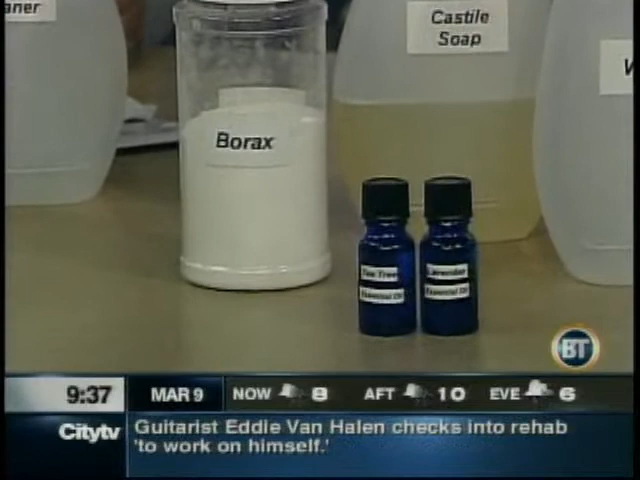 aner
Borax
Castile
Soap
Tea Tree
Essential Oil
Lavender
Essential Oil
BT
9:37
MAR 9
NOW 8
AFT 10
EVE 6
Citytv
Guitarist Eddie Van Halen checks into rehab
'to work on himself.'